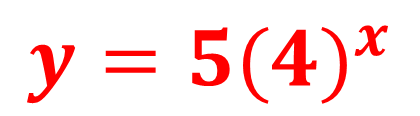 y = 5(4)^x